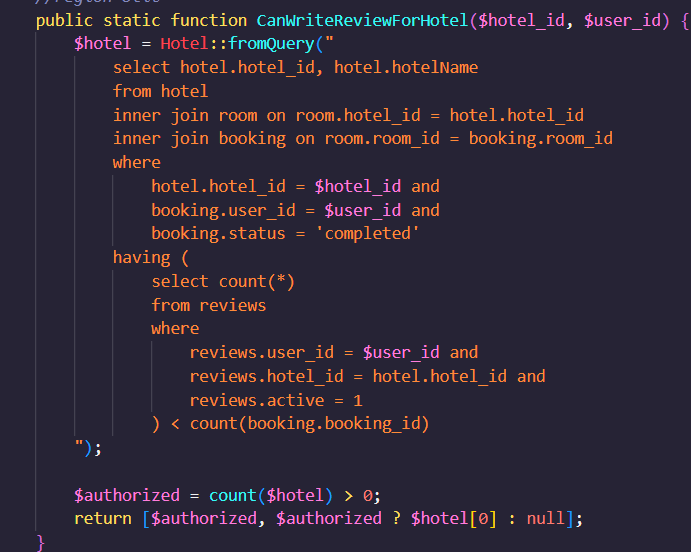 public static function CanWriteReviewForHotel($hotel_id, $user_id) {
$hotel = Hotel::fromQuery("
select hotel.hotel_id, hotel.hotelName
from hotel
inner join room on room.hotel_id = hotel.hotel_id
inner join booking on room.room_id = booking.room_id
where
hotel.hotel_id = $hotel_id and
booking.user_id = $user_id and
booking.status = 'completed'
having (
select count(*)
from reviews
where
reviews.user_id = $user_id and
reviews.hotel_id = hotel.hotel_id and
reviews.active = 1
) < count(booking.booking_id)
");
$authorized = count($hotel) > 0;
return [$authorized, $authorized ? $hotel[0] : null];
}